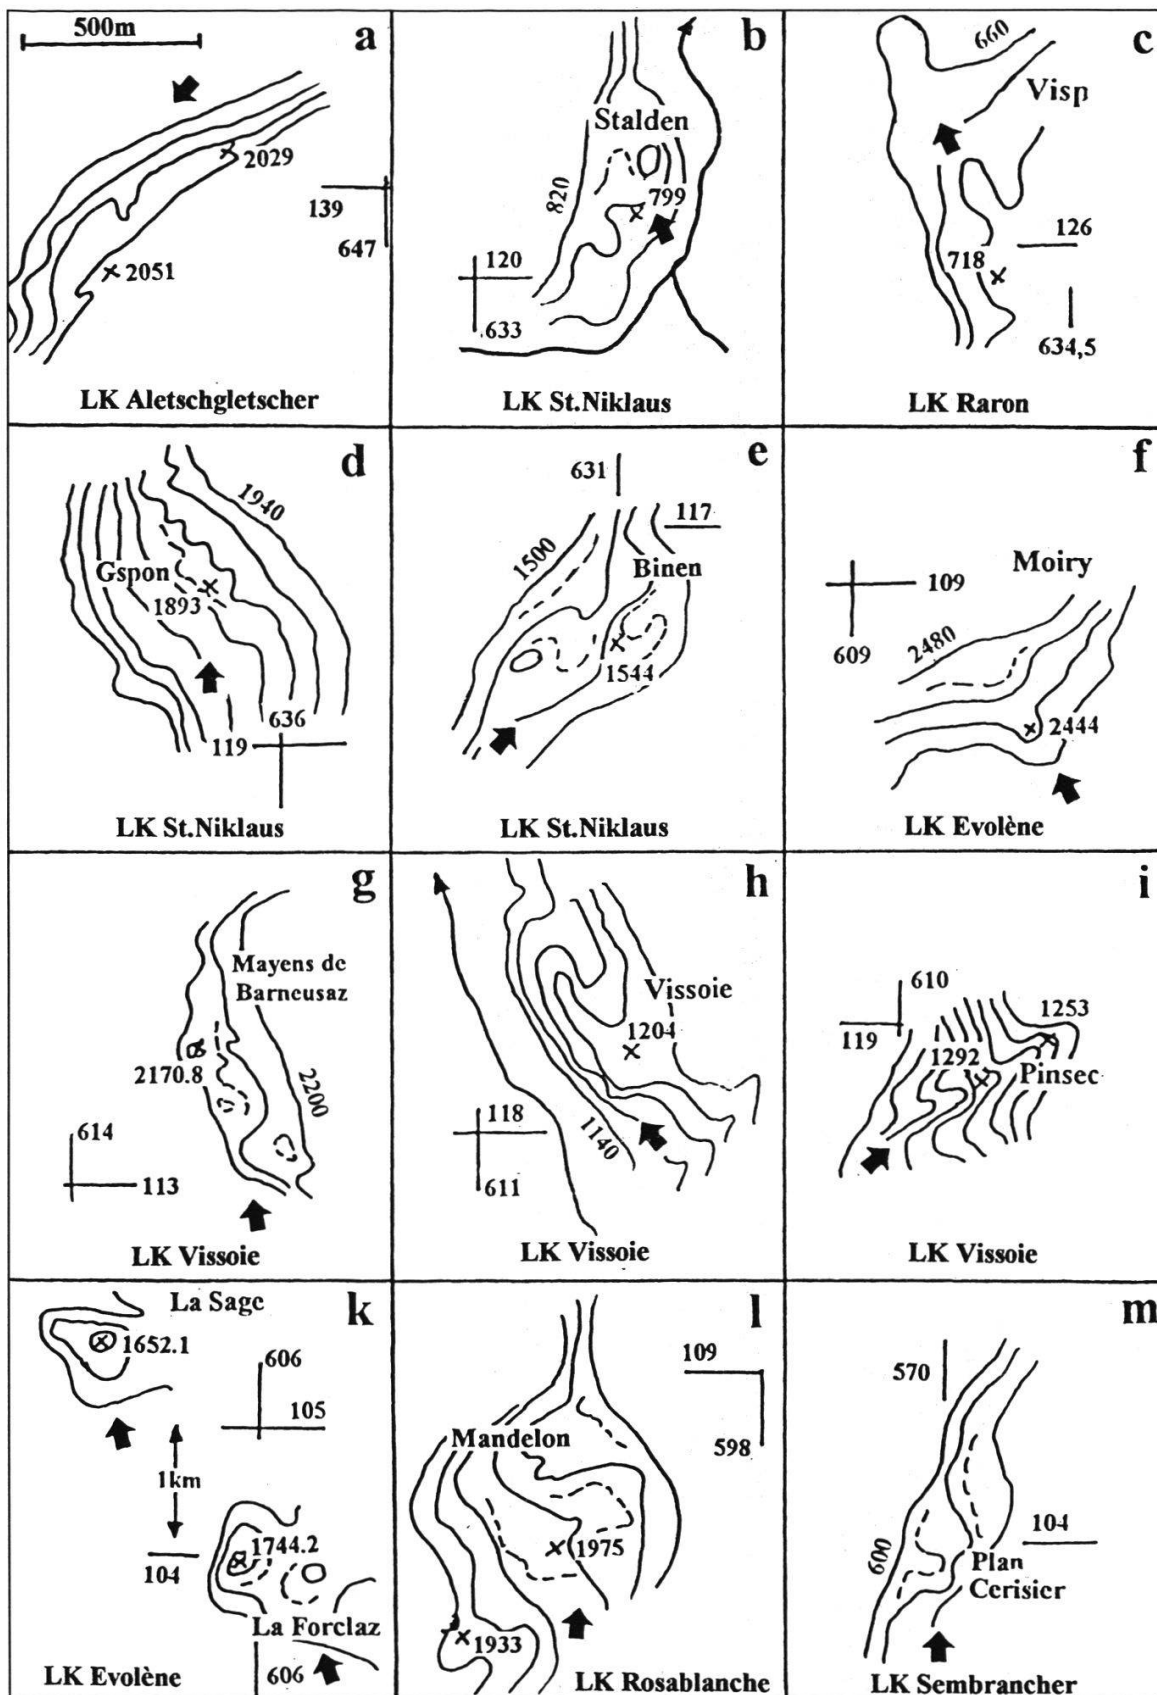 500m
a
2029
139
647
2051
LK Aletschgletscher
b
Stalden
820
799
120
633
LK St.Niklaus
c
660
Visp
126
718
634,5
LK Raron
d
1940
Gspon
1893
636
119
LK St.Niklaus
e
631
117
1500
Binen
1544
LK St.Niklaus
f
Moiry
109
609
2480
2444
LK Evolène
g
Mayens de
Barneusaz
2170.8
2200
614
113
LK Vissoie
h
Vissoie
1204
118
1140
611
LK Vissoie
i
610
1253
119
1292
Pinsec
LK Vissoie
La Sage
k
1652.1
606
105
1km
1744.2
104
La Forclaz
LK Evolène
606
l
109
Mandelon
598
1975
1933
LK Rosablanche
m
570
104
600
Plan
Cerisier
LK Sembrancher